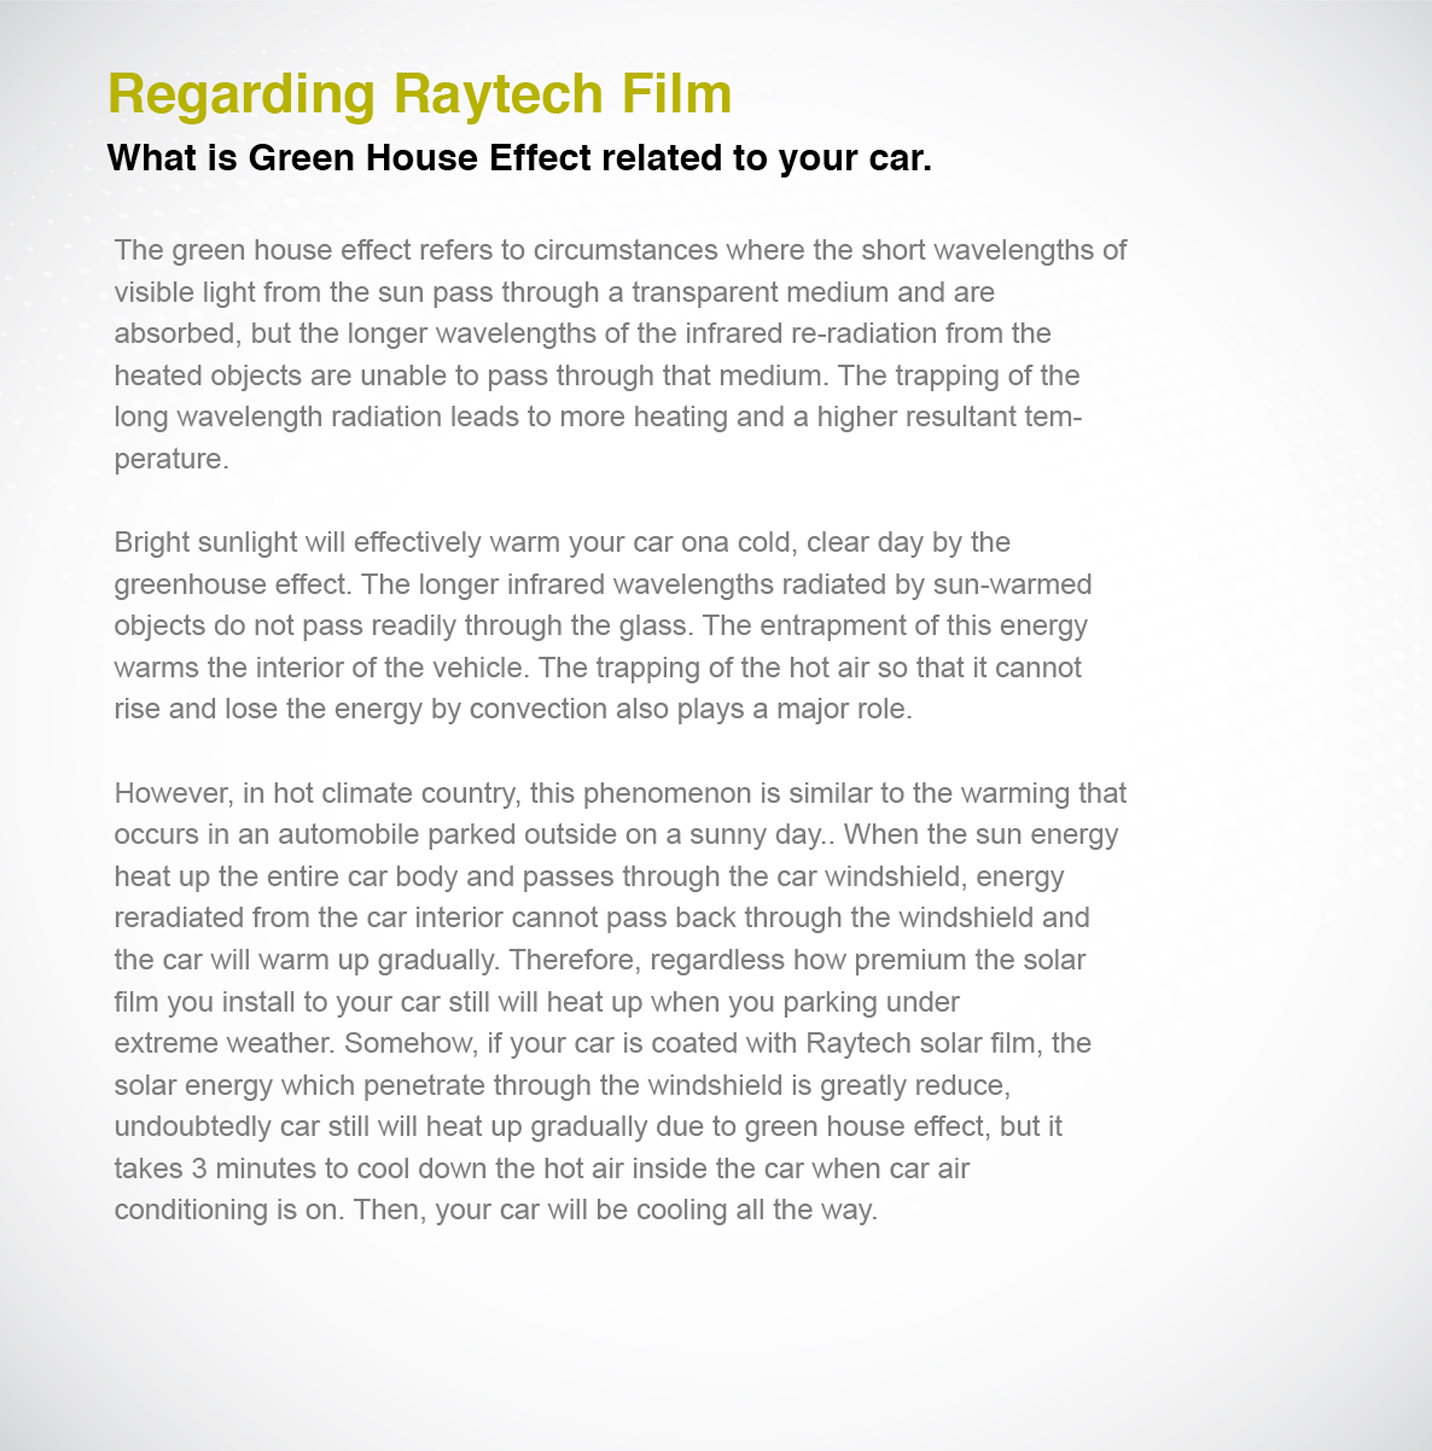 Regarding Raytech Film
What is Green House Effect related to your car.
The green house effect refers to circumstances where the short wavelengths of
visible light from the sun pass through a transparent medium and are
absorbed, but the longer wavelengths of the infrared re-radiation from the
heated objects are unable to pass through that medium. The trapping of the
long wavelength radiation leads to more heating and a higher resultant tem-
perature.
Bright sunlight will effectively warm your car ona cold, clear day by the
greenhouse effect. The longer infrared wavelengths radiated by sun-warmed
objects do not pass readily through the glass. The entrapment of this energy
warms the interior of the vehicle. The trapping of the hot air so that it cannot
rise and lose the energy by convection also plays a major role.
However, in hot climate country, this phenomenon is similar to the warming that
occurs in an automobile parked outside on a sunny day.. When the sun energy
heat up the entire car body and passes through the car windshield, energy
reradiated from the car interior cannot pass back through the windshield and
the car will warm up gradually. Therefore, regardless how premium the solar
film you install to your car still will heat up when you parking under
extreme weather. Somehow, if your car is coated with Raytech solar film, the
solar energy which penetrate through the windshield is greatly reduce,
undoubtedly car still will heat up gradually due to green house effect, but it
takes 3 minutes to cool down the hot air inside the car when car air
conditioning is on. Then, your car will be cooling all the way.